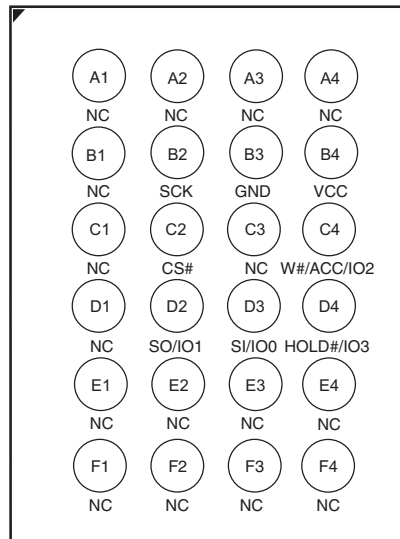 A1 A2 A3 A4
NC NC NC NC
B1 B2 B3 B4
NC SCK GND VCC
C1 C2 C3 C4
NC CS# NC W#/ACC/IO2
D1 D2 D3 D4
NC SO/IO1 SI/IO0 HOLD#/IO3
E1 E2 E3 E4
NC NC NC NC
F1 F2 F3 F4
NC NC NC NC